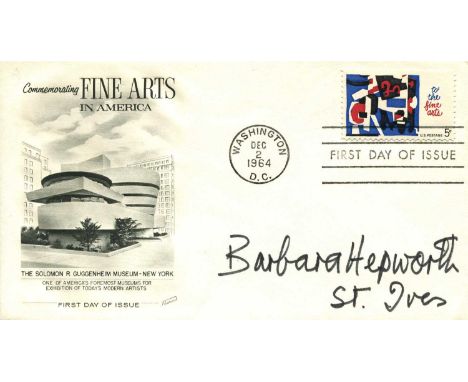 Commemorating FINE ARTS
IN AMERICA
THE SOLOMON R. GUGGENHEIM MUSEUM - NEW YORK
ONE OF AMERICA'S FOREMOST MUSEUMS FOR
EXHIBITION OF TODAY'S MODERN ARTISTS
FIRST DAY OF ISSUE
WASHINGTON
DEC
2
1964
D.C.
to
the
fine
arts
U.S. POSTAGE 5¢
FIRST DAY OF ISSUE
Barbara Hepworth
St. Ives